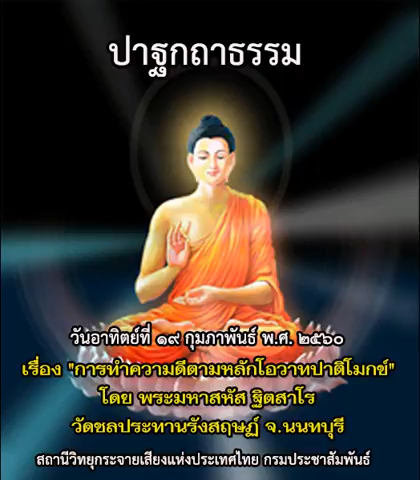 ปาฐกถาธรรม
วันอาทิตย์ที่ ๑๙ กุมภาพันธ์ พ.ศ. ๒๕๖๐
เรื่อง "การทำความดีตามหลักโอวาทปาติโมกข์"
โดย พระมหาสหัส ฐิตสาโร
วัดชลประทานรังสฤษฎ์ จ.นนทบุรี
สถานีวิทยุกระจายเสียงแห่งประเทศไทย กรมประชาสัมพันธ์